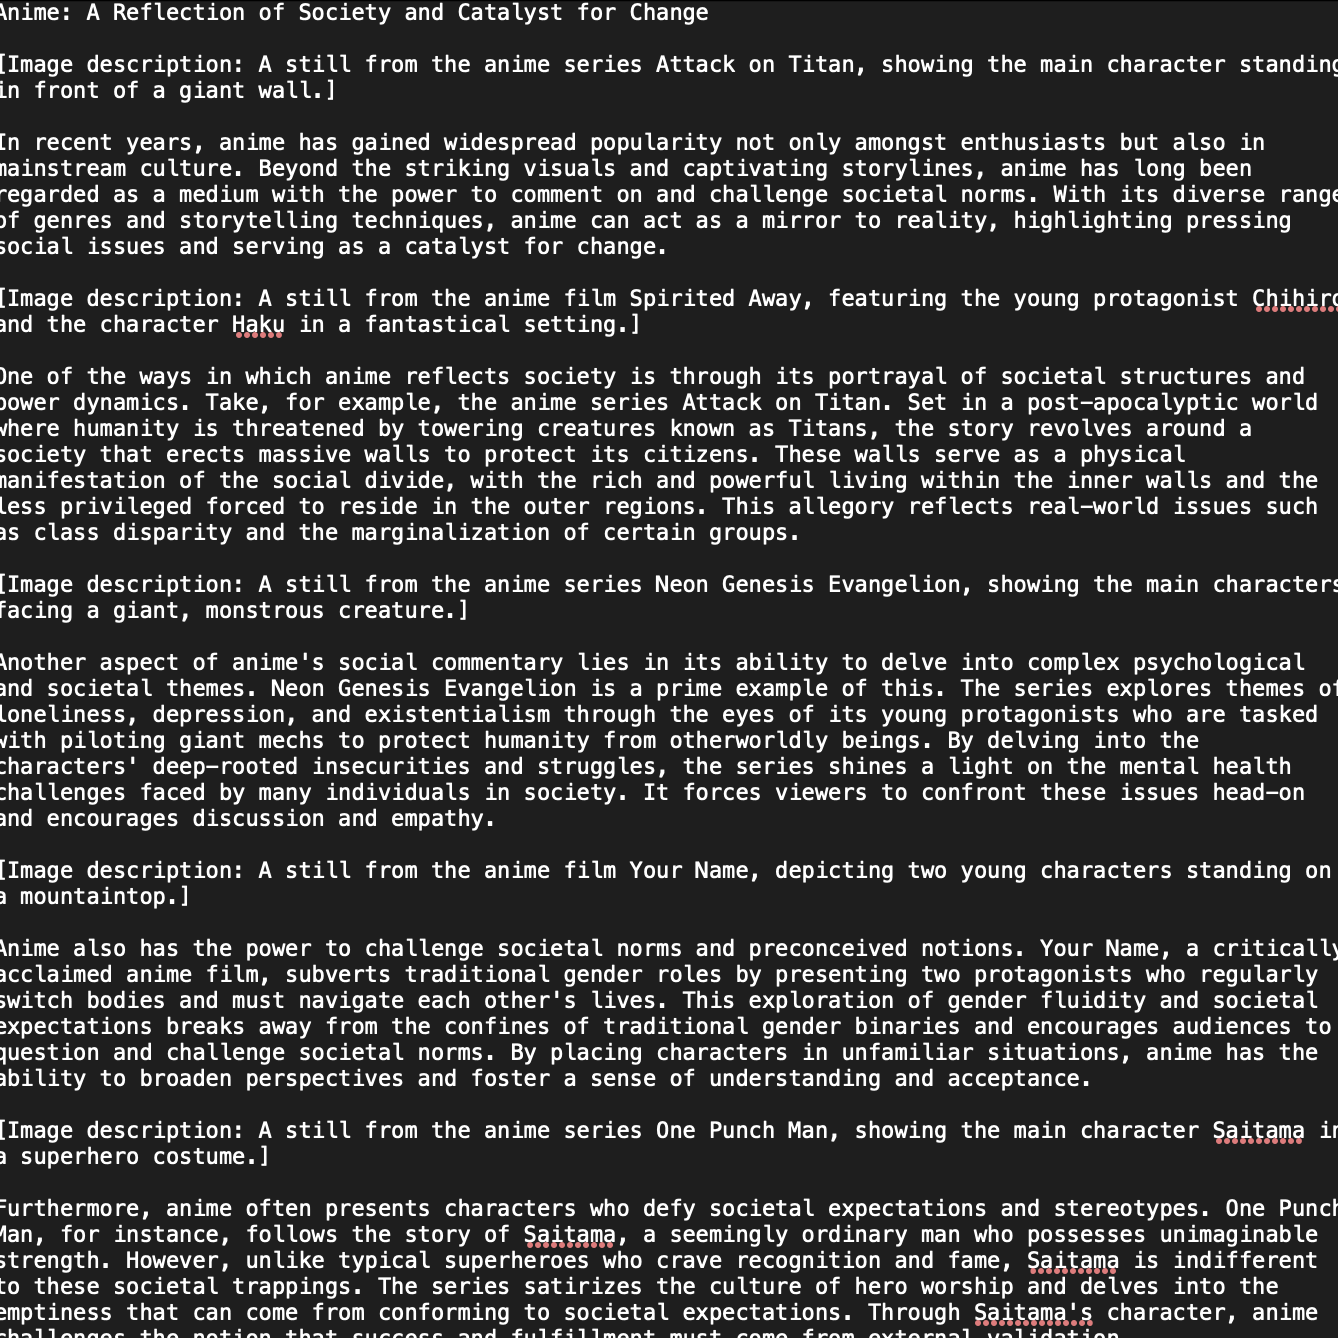 Anime: A Reflection of Society and Catalyst for Change
[Image description: A still from the anime series Attack on Titan, showing the main character standing
in front of a giant wall.]
In recent years, anime has gained widespread popularity not only amongst enthusiasts but also in
mainstream culture. Beyond the striking visuals and captivating storylines, anime has long been
regarded as a medium with the power to comment on and challenge societal norms. With its diverse range
of genres and storytelling techniques, anime can act as a mirror to reality, highlighting pressing
social issues and serving as a catalyst for change.
[Image description: A still from the anime film Spirited Away, featuring the young protagonist Chihiro
and the character Haku in a fantastical setting.]
One of the ways in which anime reflects society is through its portrayal of societal structures and
power dynamics. Take, for example, the anime series Attack on Titan. Set in a post-apocalyptic world
where humanity is threatened by towering creatures known as Titans, the story revolves around a
society that erects massive walls to protect its citizens. These walls serve as a physical
manifestation of the social divide, with the rich and powerful living within the inner walls and the
less privileged forced to reside in the outer regions. This allegory reflects real-world issues such
as class disparity and the marginalization of certain groups.
[Image description: A still from the anime series Neon Genesis Evangelion, showing the main characters
facing a giant, monstrous creature.]
Another aspect of anime's social commentary lies in its ability to delve into complex psychological
and societal themes. Neon Genesis Evangelion is a prime example of this. The series explores themes of
loneliness, depression, and existentialism through the eyes of its young protagonists who are tasked
with piloting giant mechs to protect humanity from otherworldly beings. By delving into the
characters' deep-rooted insecurities and struggles, the series shines a light on the mental health
challenges faced by many individuals in society. It forces viewers to confront these issues head-on
and encourages discussion and empathy.
[Image description: A still from the anime film Your Name, depicting two young characters standing on
a mountaintop.]
Anime also has the power to challenge societal norms and preconceived notions. Your Name, a critically
acclaimed anime film, subverts traditional gender roles by presenting two protagonists who regularly
switch bodies and must navigate each other's lives. This exploration of gender fluidity and societal
expectations breaks away from the confines of traditional gender binaries and encourages audiences to
question and challenge societal norms. By placing characters in unfamiliar situations, anime has the
ability to broaden perspectives and foster a sense of understanding and acceptance.
[Image description: A still from the anime series One Punch Man, showing the main character Saitama in
a superhero costume.]
Furthermore, anime often presents characters who defy societal expectations and stereotypes. One Punch
Man, for instance, follows the story of Saitama, a seemingly ordinary man who possesses unimaginable
strength. However, unlike typical superheroes who crave recognition and fame, Saitama is indifferent
to these societal trappings. The series satirizes the culture of hero worship and delves into the
emptiness that can come from conforming to societal expectations. Through Saitama's character, anime
challenges the notion that success and fulfillment must come from external validation.